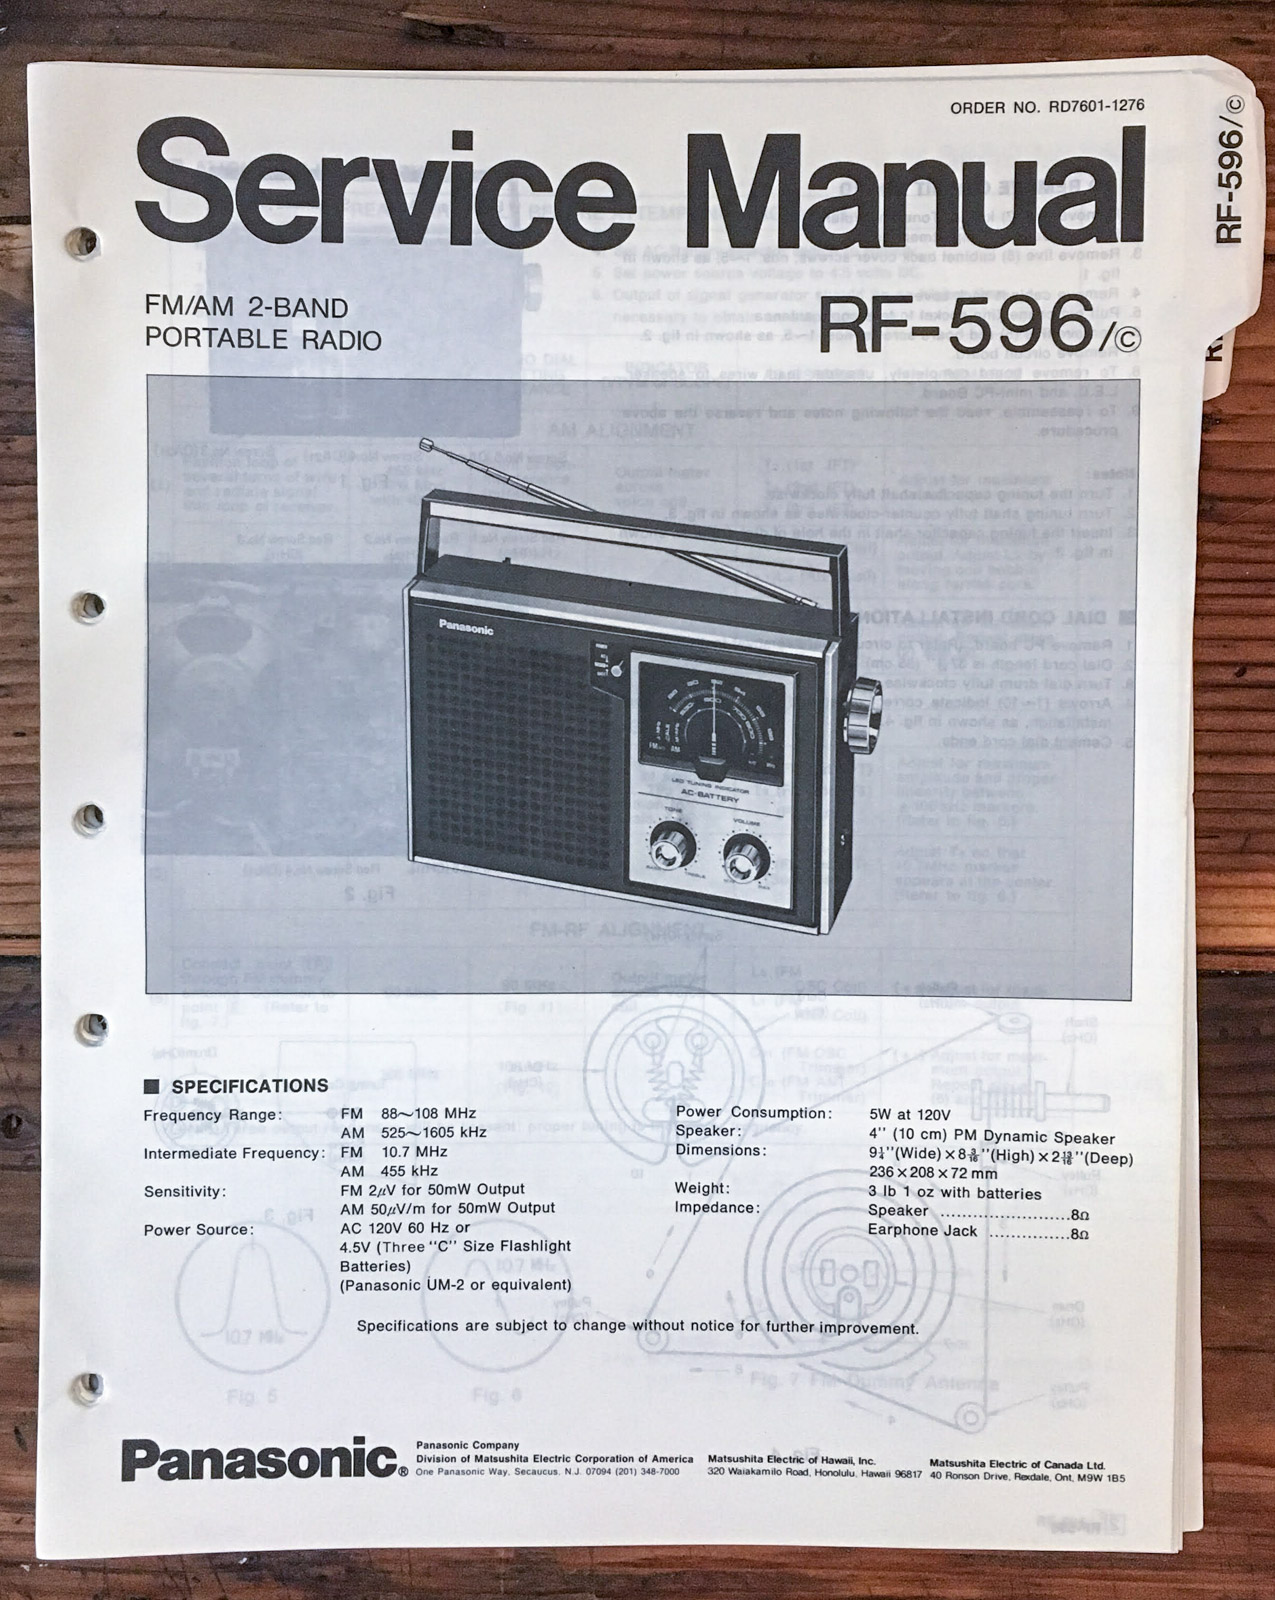 ORDER NO. RD7601-1276
Service Manual
RF-596/©
FM/AM 2-BAND
PORTABLE RADIO
RF-596/©
Panasonic
LED TUNING INDICATOR
AC-BATTERY
TONE
VOLUME
■ SPECIFICATIONS
Frequency Range: FM 88~108 MHz
AM 525~1605 kHz
Intermediate Frequency: FM 10.7 MHz
AM 455 kHz
Sensitivity: FM 2μV for 50mW Output
AM 50μV/m for 50mW Output
Power Source: AC 120V 60 Hz or
4.5V (Three "C" Size Flashlight
Batteries)
(Panasonic UM-2 or equivalent)
Power Consumption: 5W at 120V
Speaker: 4'' (10 cm) PM Dynamic Speaker
Dimensions: 9¼''(Wide)×8 3/16''(High)×2 13/16''(Deep)
236×208×72mm
Weight: 3 lb 1 oz with batteries
Impedance: Speaker ........................8Ω
Earphone Jack ...............8Ω
Specifications are subject to change without notice for further improvement.
Panasonic®
Panasonic Company
Division of Matsushita Electric Corporation of America
One Panasonic Way, Secaucus, N.J. 07094 (201) 348-7000
Matsushita Electric of Hawaii, Inc.
320 Waiakamilo Road, Honolulu, Hawaii 96817
Matsushita Electric of Canada Ltd.
40 Ronson Drive, Rexdale, Ont. M9W 1B5